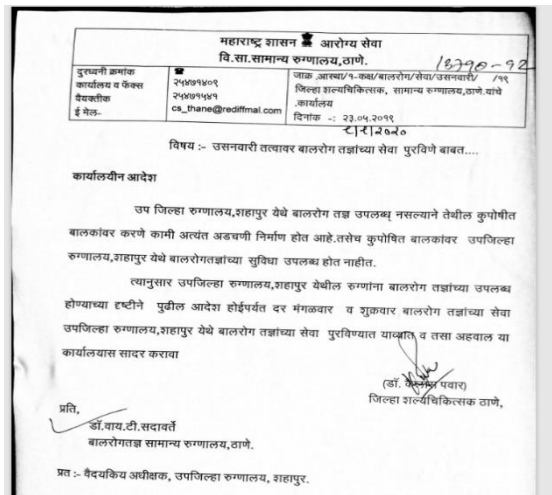 महाराष्ट्र शासन आरोग्य सेवा
वि.सा.सामान्य रुग्णालय,ठाणे.
13790-92
दुरध्वनी क्रमांक
कार्यालय व फॅक्स २५४७१४०९
वैयक्तीक २५४७१५४१
ई मेल- cs_thane@rediffmal.com
जाक्र .आस्था/१-कक्ष/बालरोग/सेवा/उसनवारी/ /१९
जिल्हा शल्यचिकित्सक, सामान्य रुग्णालय,ठाणे.यांचे
.कार्यालय
दिनांक -: २३.०५.२०१९
८/१/२०२०
विषय :- उसनवारी तत्वावर बालरोग तज्ञांच्या सेवा पुरविणे बाबत....
कार्यालयीन आदेश
उप जिल्हा रुग्णालय,शहापुर येथे बालरोग तज्ञ उपलब्ध् नसल्याने तेथील कुपोषीत
बालकांवर करणे कामी अत्यंत अडचणी निर्माण होत आहे.तसेच कुपोषित बालकांवर उपजिल्हा
रुग्णालय,शहापुर येथे बालरोगतज्ञांच्या सुविधा उपलब्ध होत नाहीत.
त्यानुसार उपजिल्हा रुग्णालय,शहापुर येथील रुग्णांना बालरोग तज्ञांच्या उपलब्ध
होण्याच्या दृष्टीने पुढील आदेश होईपर्यत दर मंगळवार व शुक्रवार बालरोग तज्ञांच्या सेवा
उपजिल्हा रुग्णालय,शहापुर येथे बालरोग तज्ञांच्या सेवा पुरविण्यात याव्यात व तसा अहवाल या
कार्यालयास सादर करावा
(डॉ. कैलास पवार)
जिल्हा शल्यचिकित्सक ठाणे,
प्रति,
डॉ.वाय.टी.सदावर्ते
बालरोगतज्ञ सामान्य रुग्णालय,ठाणे.
प्रत :- वैदयकिय अधीक्षक, उपजिल्हा रुग्णालय, शहापुर.